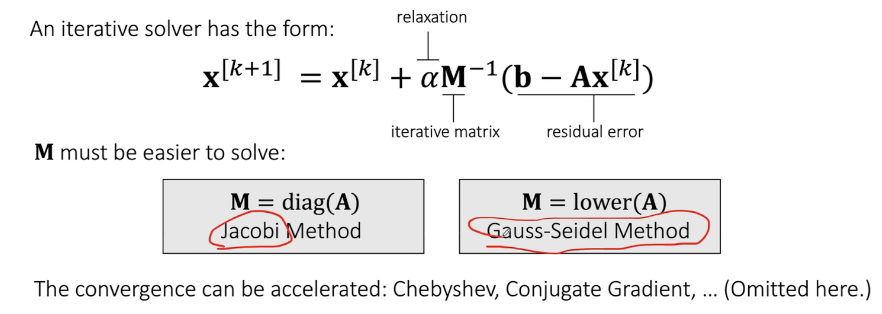 relaxation
An iterative solver has the form:
𝐱^[k+1] = 𝐱^[k] + α𝐌^−1(𝐛 − 𝐀𝐱^[k])
iterative matrix residual error
𝐌 must be easier to solve:
𝐌 = diag(𝐀) 𝐌 = lower(𝐀)
Jacobi Method Gauss-Seidel Method
The convergence can be accelerated: Chebyshev, Conjugate Gradient, ... (Omitted here.)